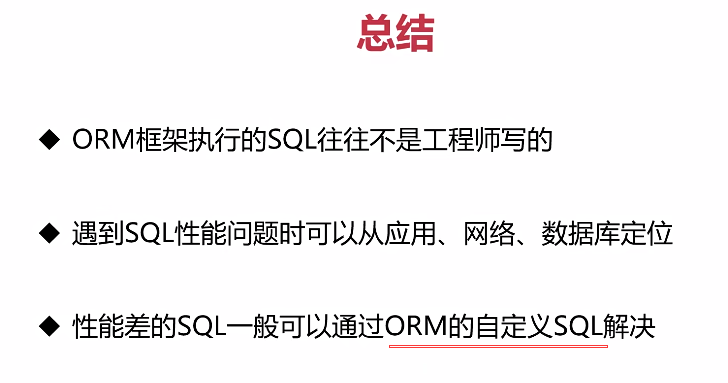 总结
◆ ORM框架执行的SQL往往不是工程师写的
◆ 遇到SQL性能问题时可以从应用、网络、数据库定位
◆ 性能差的SQL一般可以通过ORM的自定义SQL解决